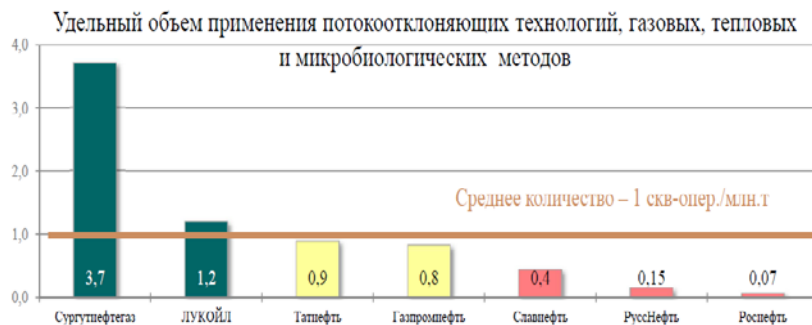 Удельный объем применения потокоотклоняющих технологий, газовых, тепловых
и микробиологических методов
4,0
3,0
2,0
Среднее количество – 1 скв-опер./млн.т
1,0
3,7 1,2 0,9 0,8 0,4 0,15 0,07
0,0
Сургутнефтегаз ЛУКОЙЛ Татнефть Газпромнефть Славнефть РуссНефть Роснефть